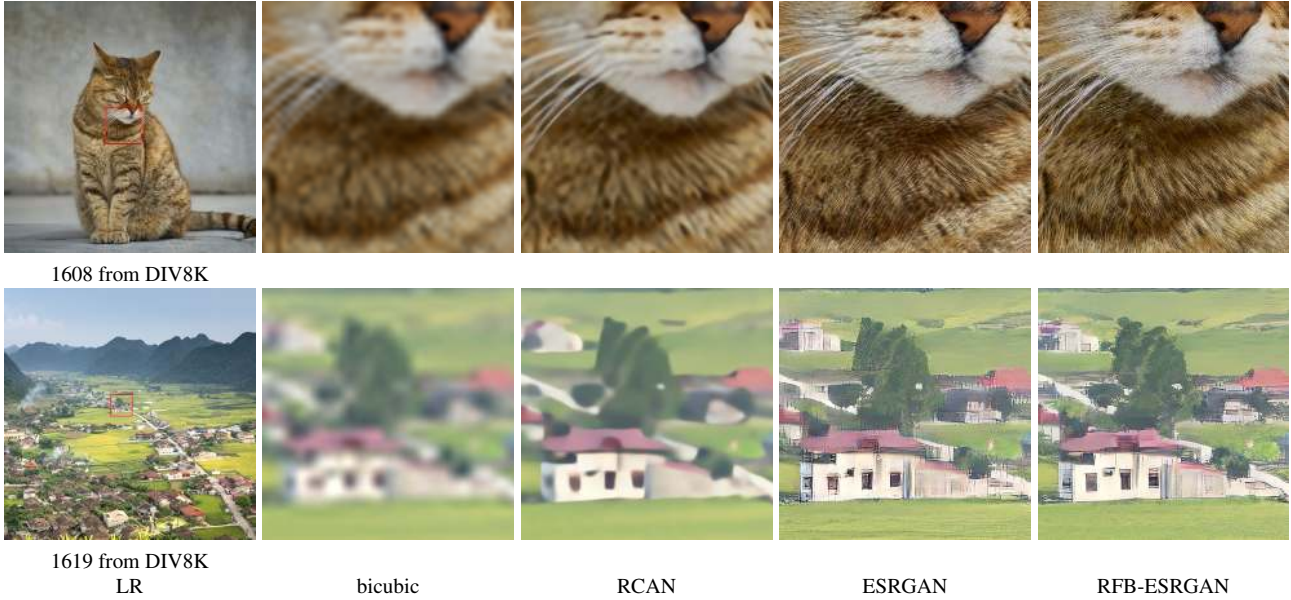 1608 from DIV8K
1619 from DIV8K
LR bicubic RCAN ESRGAN RFB-ESRGAN